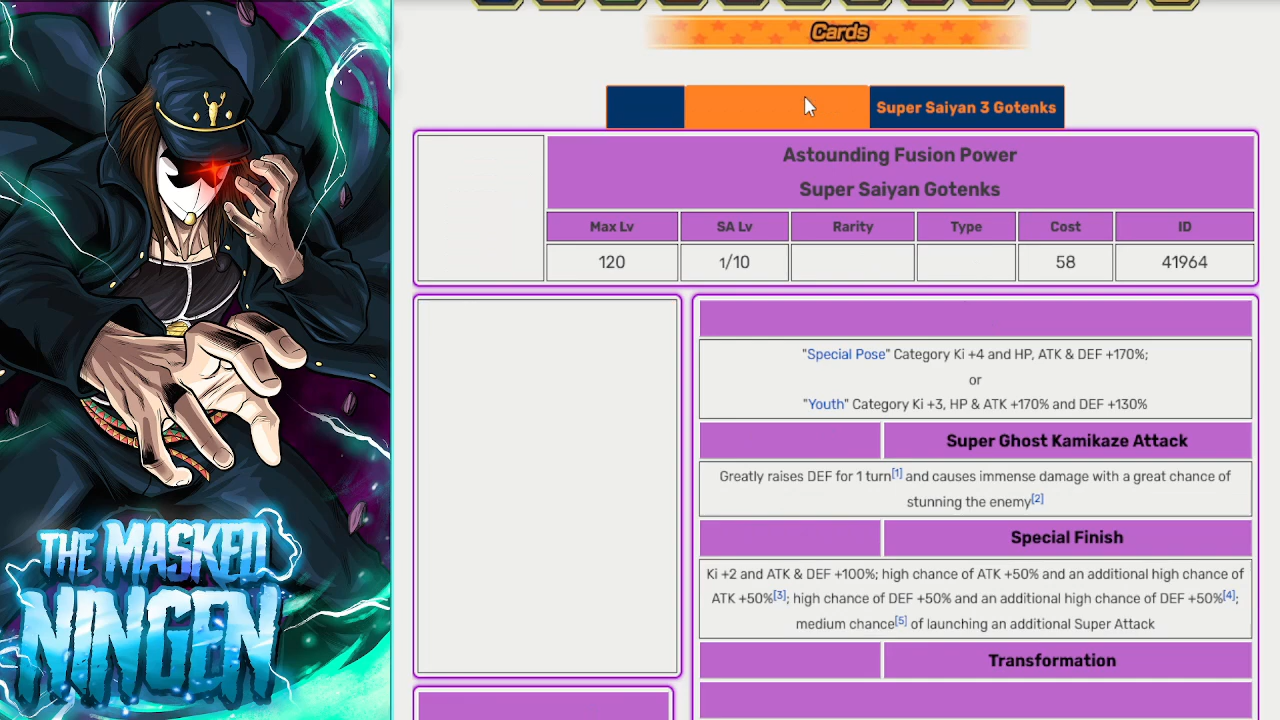 Cards
Super Saiyan 3 Gotenks
Astounding Fusion Power
Super Saiyan Gotenks
Max Lv SA Lv Rarity Type Cost ID
120 1/10 58 41964
"Special Pose" Category Ki +4 and HP, ATK & DEF +170%;
or
"Youth" Category Ki +3, HP & ATK +170% and DEF +130%
Super Ghost Kamikaze Attack
Greatly raises DEF for 1 turn[1] and causes immense damage with a great chance of
stunning the enemy[2]
Special Finish
Ki +2 and ATK & DEF +100%; high chance of ATK +50% and an additional high chance of
ATK +50%[3]; high chance of DEF +50% and an additional high chance of DEF +50%[4];
medium chance[5] of launching an additional Super Attack
Transformation
THE MASKED
NINGEN